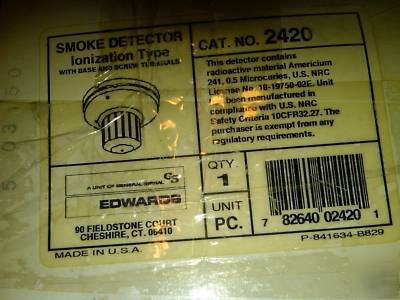 SMOKE DETECTOR
Ionization Type
WITH BASE AND SCREW TERMINALS
CAT. NO. 2420
This detector contains
radioactive material Americium
241, 0.5 Microcuries, U.S. NRC
License No. 18-19750-02E. Unit
has been manufactured in
compliance with U.S. NRC
Safety Criteria 10CFR32.27. The
purchaser is exempt from any
regulatory requirements.
GS
A UNIT OF GENERAL SIGNAL
EDWARDS
90 FIELDSTONE COURT
CHESHIRE, CT. 06410
MADE IN U.S.A.
QTY.
1
UNIT
PC.
7 82640 02420 1
P-841634-B829